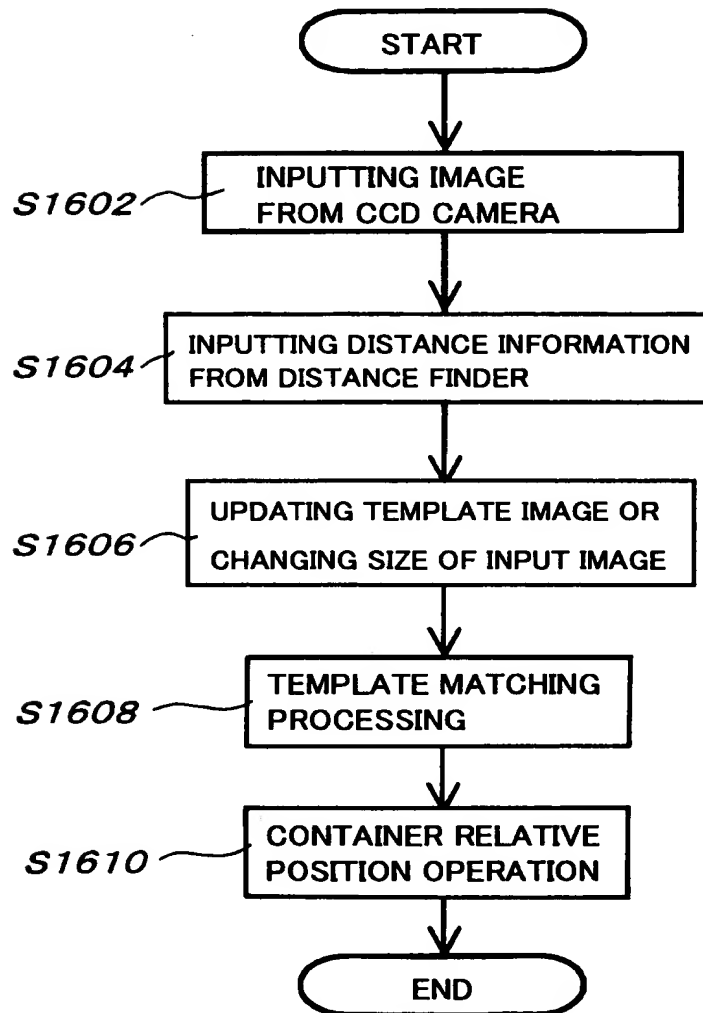 START
S1602
INPUTTING IMAGE
FROM CCD CAMERA
S1604
INPUTTING DISTANCE INFORMATION
FROM DISTANCE FINDER
S1606
UPDATING TEMPLATE IMAGE OR
CHANGING SIZE OF INPUT IMAGE
S1608
TEMPLATE MATCHING
PROCESSING
S1610
CONTAINER RELATIVE
POSITION OPERATION
END